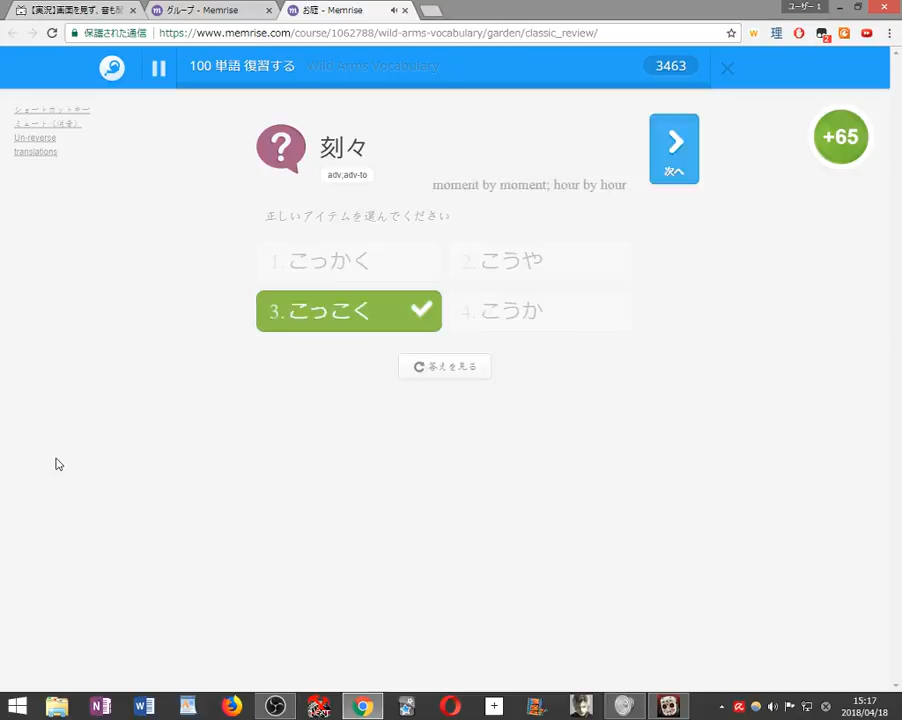 【実況】画面を見ず、音も聞
グループ - Memrise
お庭 - Memrise
ユーザー 1
保護された通信
https://www.memrise.com/course/1062788/wild-arms-vocabulary/garden/classic_review/
100 単語 復習する
Wild Arms Vocabulary
3463
ショートカットキー
ミュート（消音）
Un-reverse
translations
刻々
adv,adv-to
moment by moment; hour by hour
次へ
+65
正しいアイテムを選んでください
1. こっかく
2. こうや
3. こっこく
4. こうか
答えを見る
15:17
2018/04/18